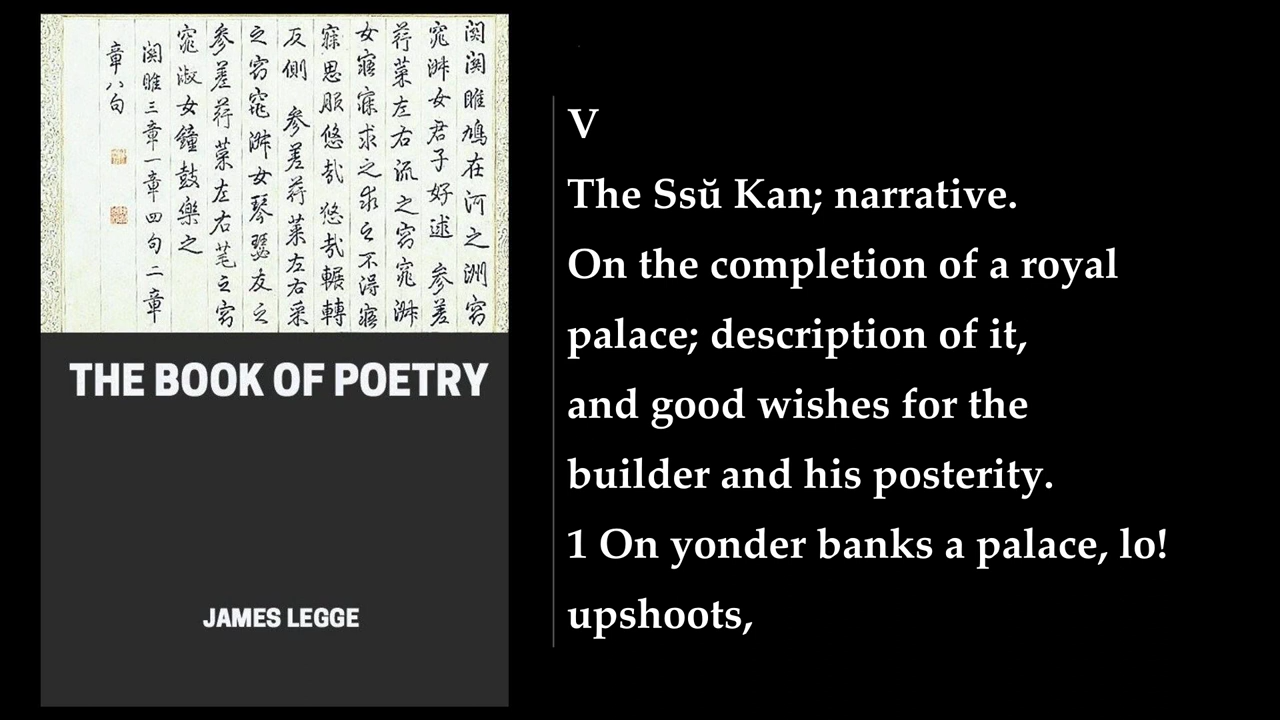 関関雎鳩在河之洲窈
窕淑女君子好逑 參差
荇菜左右流之窈窕淑
女寤寐求之求之不得寤
寐思服悠哉悠哉輾轉
反側 參差荇菜左右采
之窈窕淑女琴瑟友之
參差荇菜左右芼之窈
窕淑女鐘鼓樂之
関雎三章一章四句二章
章八句
THE BOOK OF POETRY
JAMES LEGGE
V
The Ssŭ Kan; narrative.
On the completion of a royal
palace; description of it,
and good wishes for the
builder and his posterity.
1 On yonder banks a palace, lo!
upshoots,